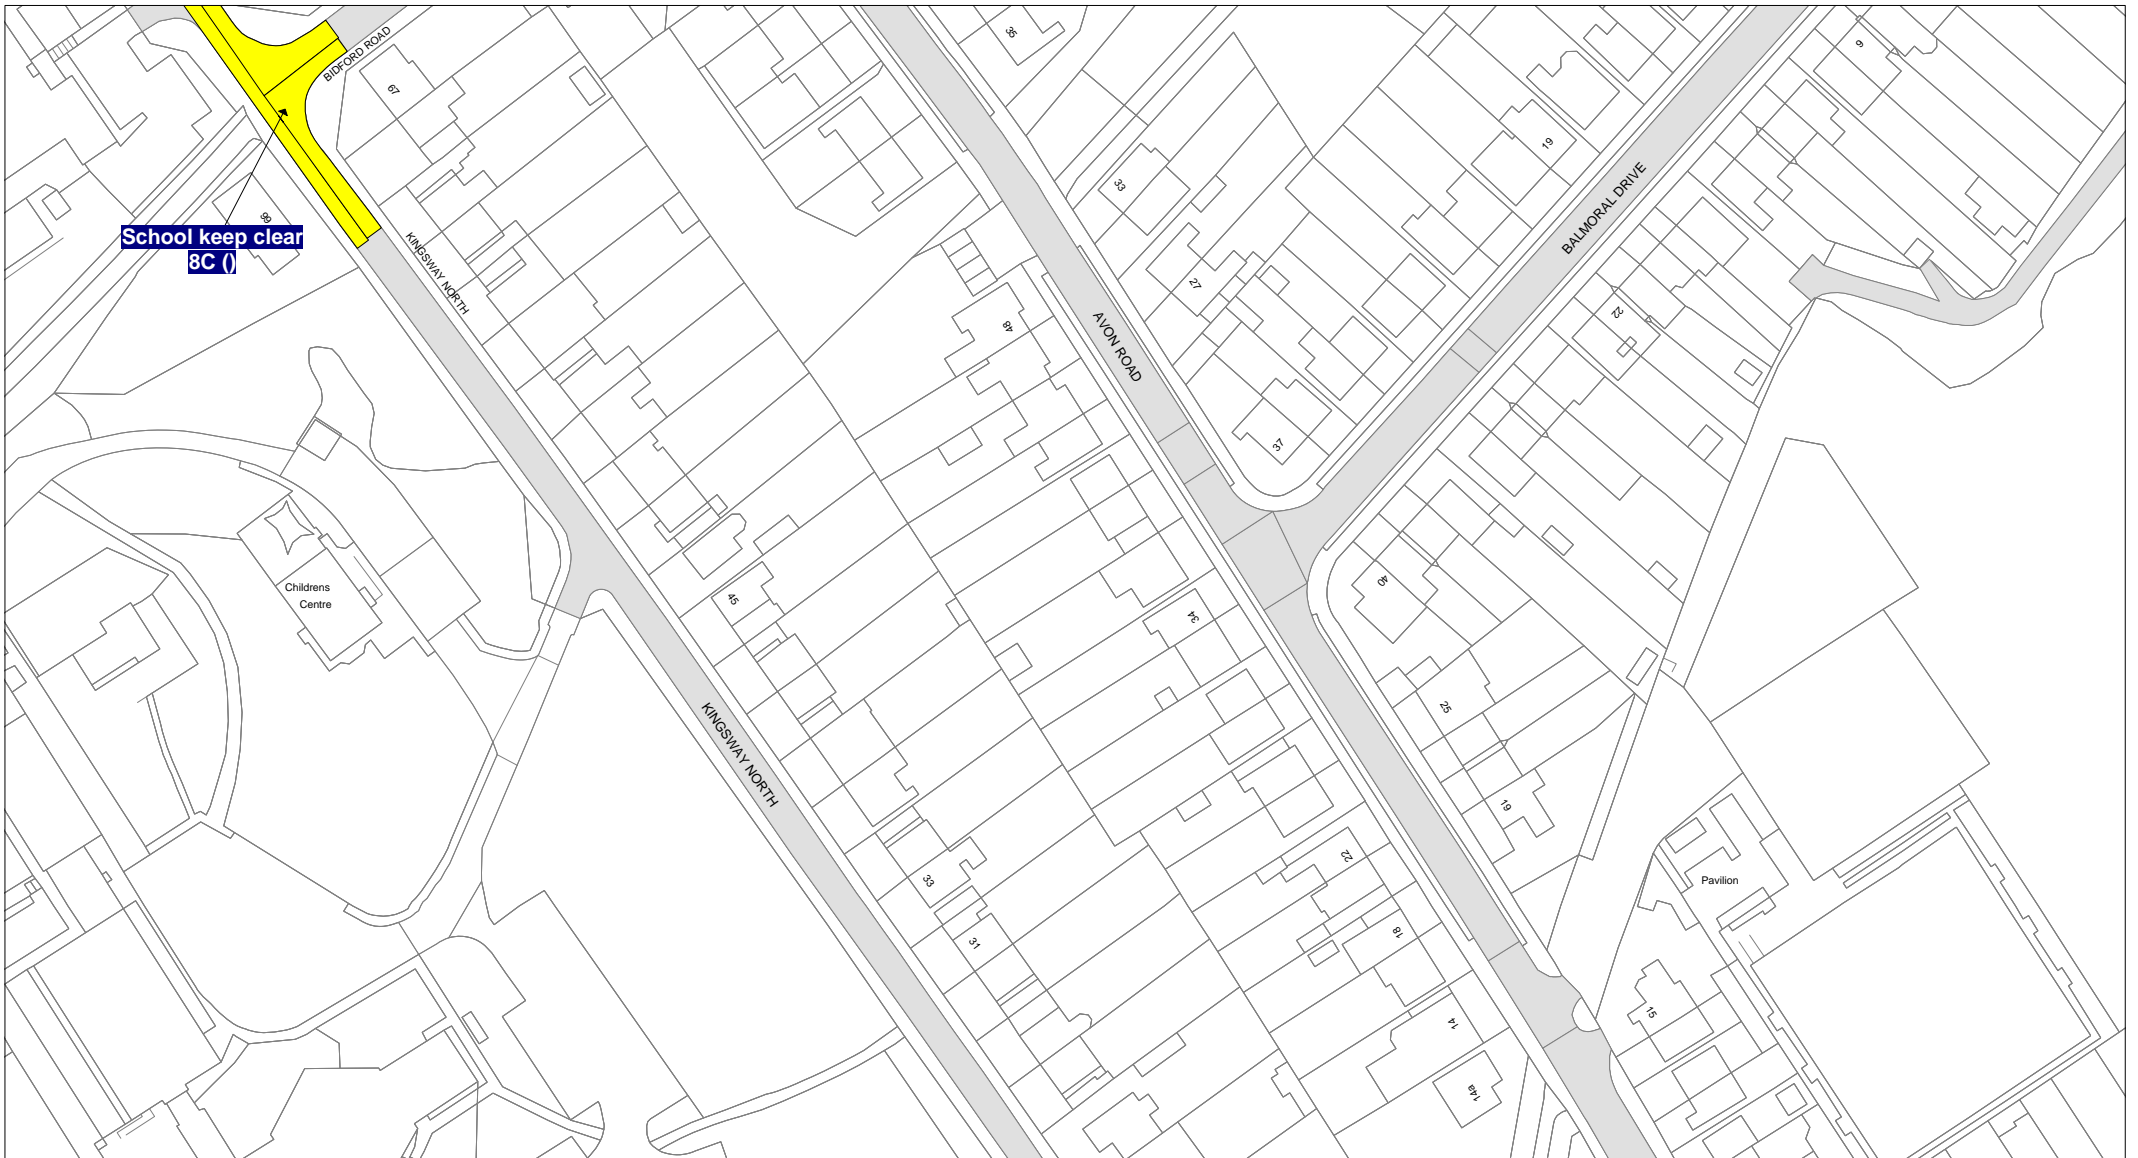 BIDFORD ROAD
35
9
67
19
33
99
School keep clear
8C ()
KINGSWAY NORTH
BALMORAL DRIVE
27
22
48
AVON ROAD
37
40
Childrens
Centre
45
34
25
KINGSWAY NORTH
19
22
33
Pavilion
18
31
15
14
14a